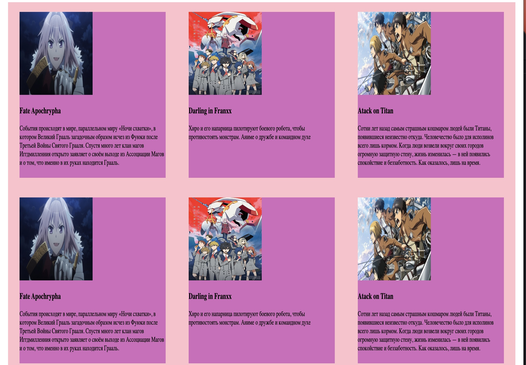 Fate Apochrypha
События происходят в мире, параллельном миру «Ночи схватки», в
котором Великий Грааль загадочным образом исчез из Фуюки после
Третьей Войны Святого Грааля. Спустя много лет клан магов
Иггдмилления открыто заявляет о своём выходе из Ассоциации Магов
и о том, что именно в их руках находится Грааль.
Darling in Franxx
Хиро и его напарница пилотируют боевого робота, чтобы
противостоять монстрам. Аниме о дружбе и командном духе
Atack on Titan
Сотни лет назад самым страшным кошмаром людей были Титаны,
появившиеся неизвестно откуда. Человечество было для исполинов
всего лишь кормом. Когда люди возвели вокруг своих городов
огромную защитную стену, жизнь изменилась — в ней появились
спокойствие и беззаботность. Как оказалось, лишь на время.
Fate Apochrypha
События происходят в мире, параллельном миру «Ночи схватки», в
котором Великий Грааль загадочным образом исчез из Фуюки после
Третьей Войны Святого Грааля. Спустя много лет клан магов
Иггдмилления открыто заявляет о своём выходе из Ассоциации Магов
и о том, что именно в их руках находится Грааль.
Darling in Franxx
Хиро и его напарница пилотируют боевого робота, чтобы
противостоять монстрам. Аниме о дружбе и командном духе
Atack on Titan
Сотни лет назад самым страшным кошмаром людей были Титаны,
появившиеся неизвестно откуда. Человечество было для исполинов
всего лишь кормом. Когда люди возвели вокруг своих городов
огромную защитную стену, жизнь изменилась — в ней появились
спокойствие и беззаботность. Как оказалось, лишь на время.